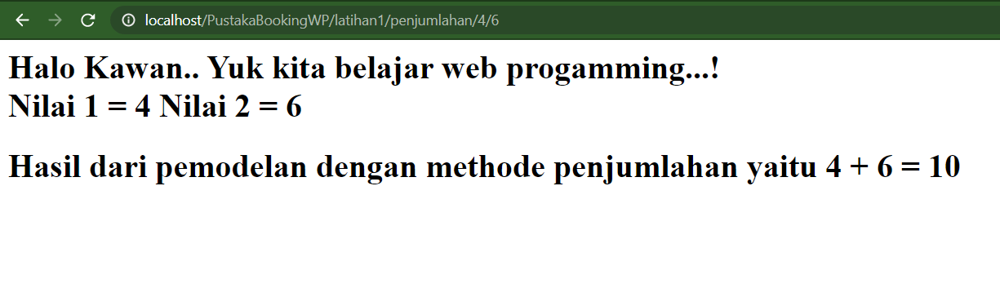 localhost/PustakaBookingWP/latihan1/penjumlahan/4/6
Halo Kawan.. Yuk kita belajar web progamming...!
Nilai 1 = 4 Nilai 2 = 6
Hasil dari pemodelan dengan methode penjumlahan yaitu 4 + 6 = 10